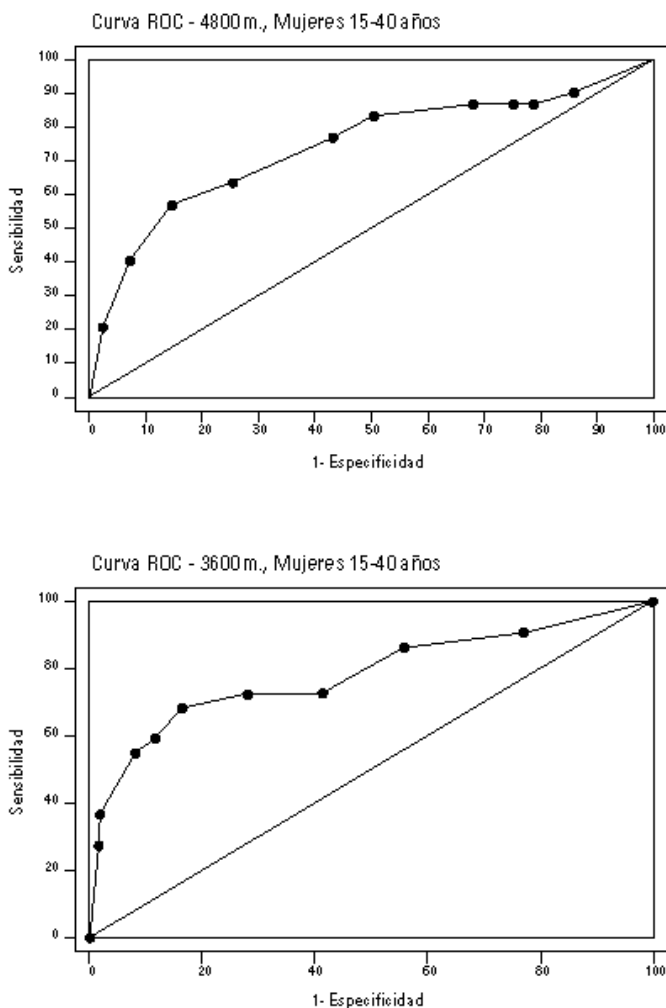 Curva ROC - 4800 m., Mujeres 15-40 años
100
90
80
70
60
50
40
30
20
10
0
Sensibilidad
0 10 20 30 40 50 60 70 80 90 100
1- Especificidad
Curva ROC - 3600 m., Mujeres 15-40 años
100
80
60
40
20
0
Sensibilidad
0 20 40 60 80 100
1- Especificidad